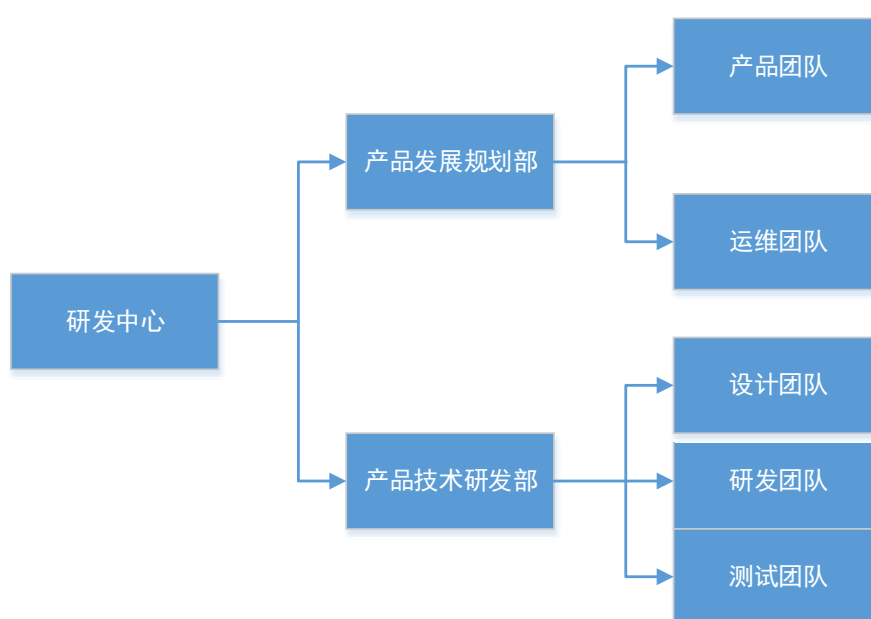 产品团队
产品发展规划部
运维团队
研发中心
设计团队
产品技术研发部
研发团队
测试团队